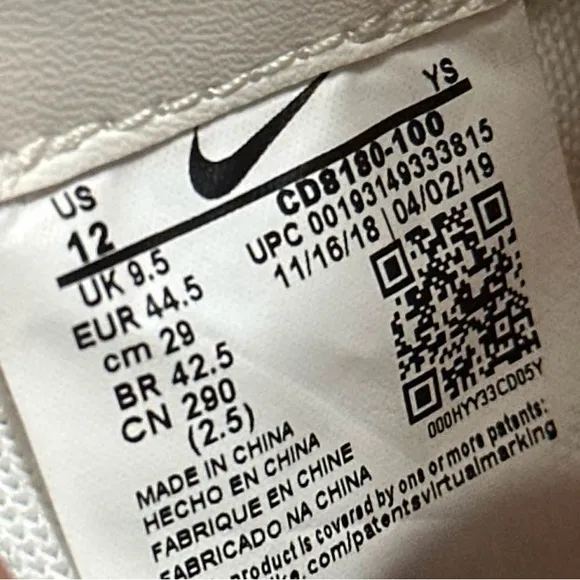 YS
US
12
UK 9.5
EUR 44.5
cm 29
BR 42.5
CN 290
(2.5)
CD8180-100
UPC 00193149333815
11/16/18 | 04/02/19
000HYY33CD05Y
MADE IN CHINA
HECHO EN CHINA
FABRIQUE EN CHINE
FABRICADO NA CHINA
product is covered by one or more patents:
.com/patentsvirtualmarking